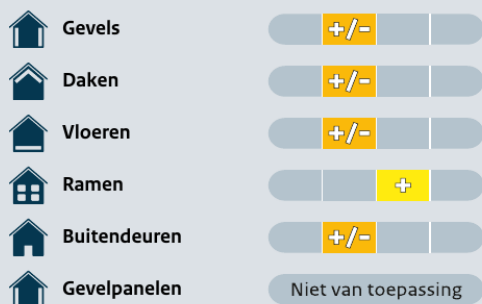 Gevels +/-
Daken +/-
Vloeren +/-
Ramen +
Buitendeuren +/-
Gevelpanelen Niet van toepassing